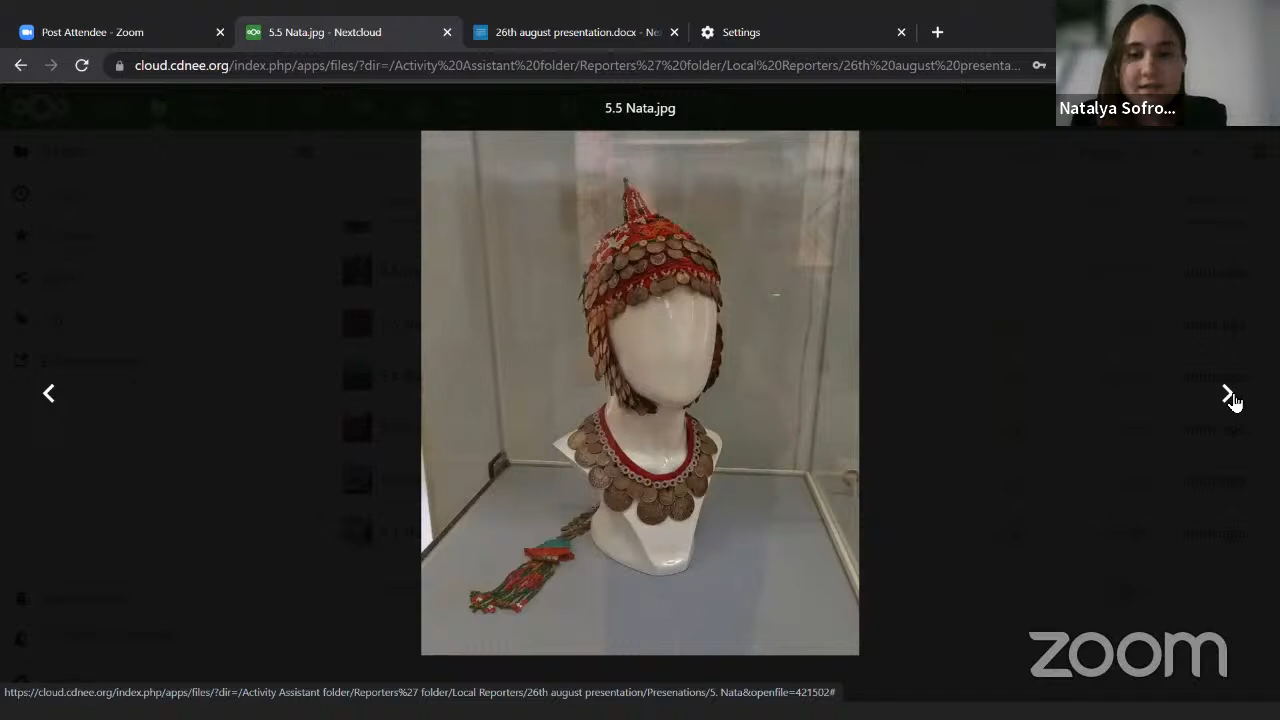 Post Attendee - Zoom
5.5 Nata.jpg - Nextcloud
26th august presentation.docx - Ne
Settings
cloud.cdnee.org/index.php/apps/files/?dir=/Activity%20Assistant%20folder/Reporters%27%20folder/Local%20Reporters/26th%20august%20presenta...
5.5 Nata.jpg
Natalya Sofro...
zoom
https://cloud.cdnee.org/index.php/apps/files/?dir=/Activity Assistant folder/Reporters%27 folder/Local Reporters/26th august presentation/Presenations/5. Nata&openfile=421502#